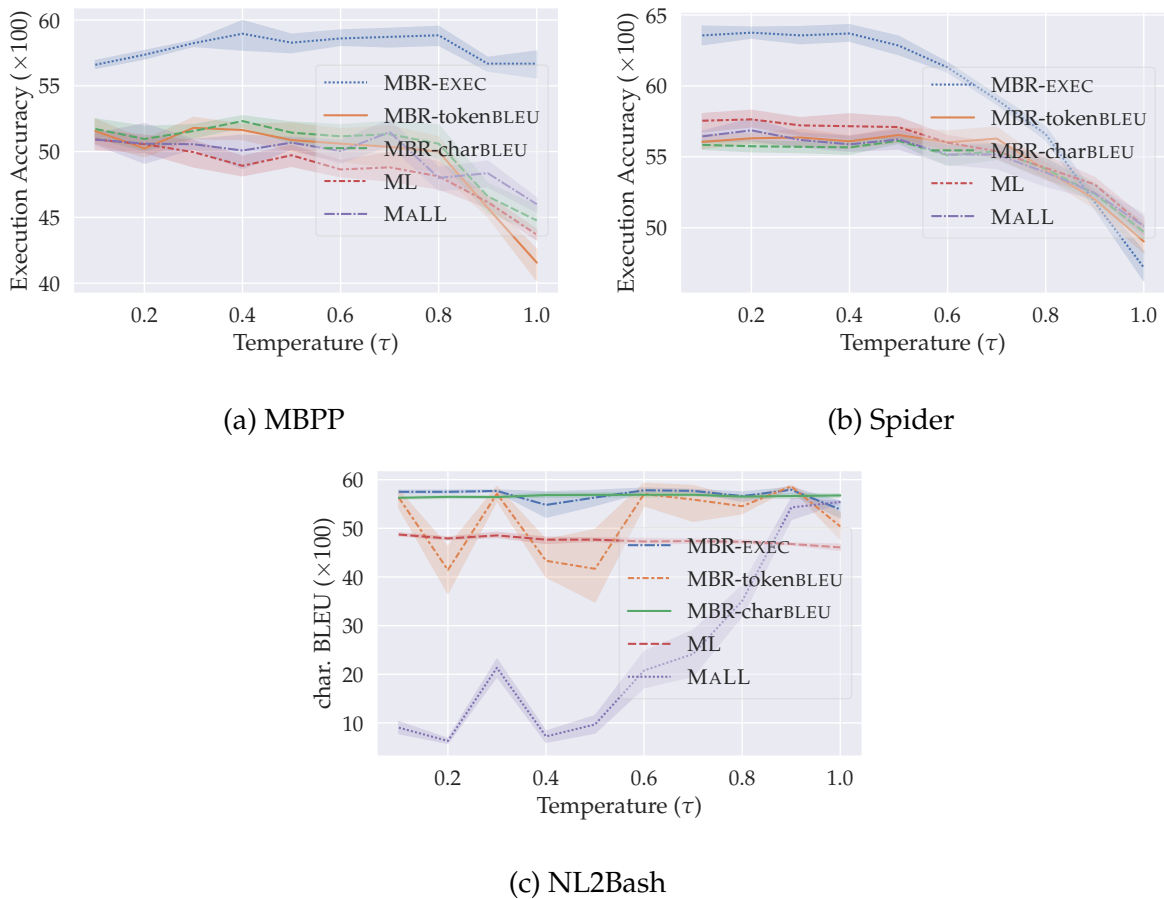 60
55
50
45
40
Execution Accuracy (×100)
MBR-EXEC
MBR-tokenBLEU
MBR-charBLEU
ML
MALL
0.2 0.4 0.6 0.8 1.0
Temperature (τ)
(a) MBPP
65
60
55
50
Execution Accuracy (×100)
MBR-EXEC
MBR-tokenBLEU
MBR-charBLEU
ML
MALL
0.2 0.4 0.6 0.8 1.0
Temperature (τ)
(b) Spider
60
50
40
30
20
10
char. BLEU (×100)
MBR-EXEC
MBR-tokenBLEU
MBR-charBLEU
ML
MALL
0.2 0.4 0.6 0.8 1.0
Temperature (τ)
(c) NL2Bash